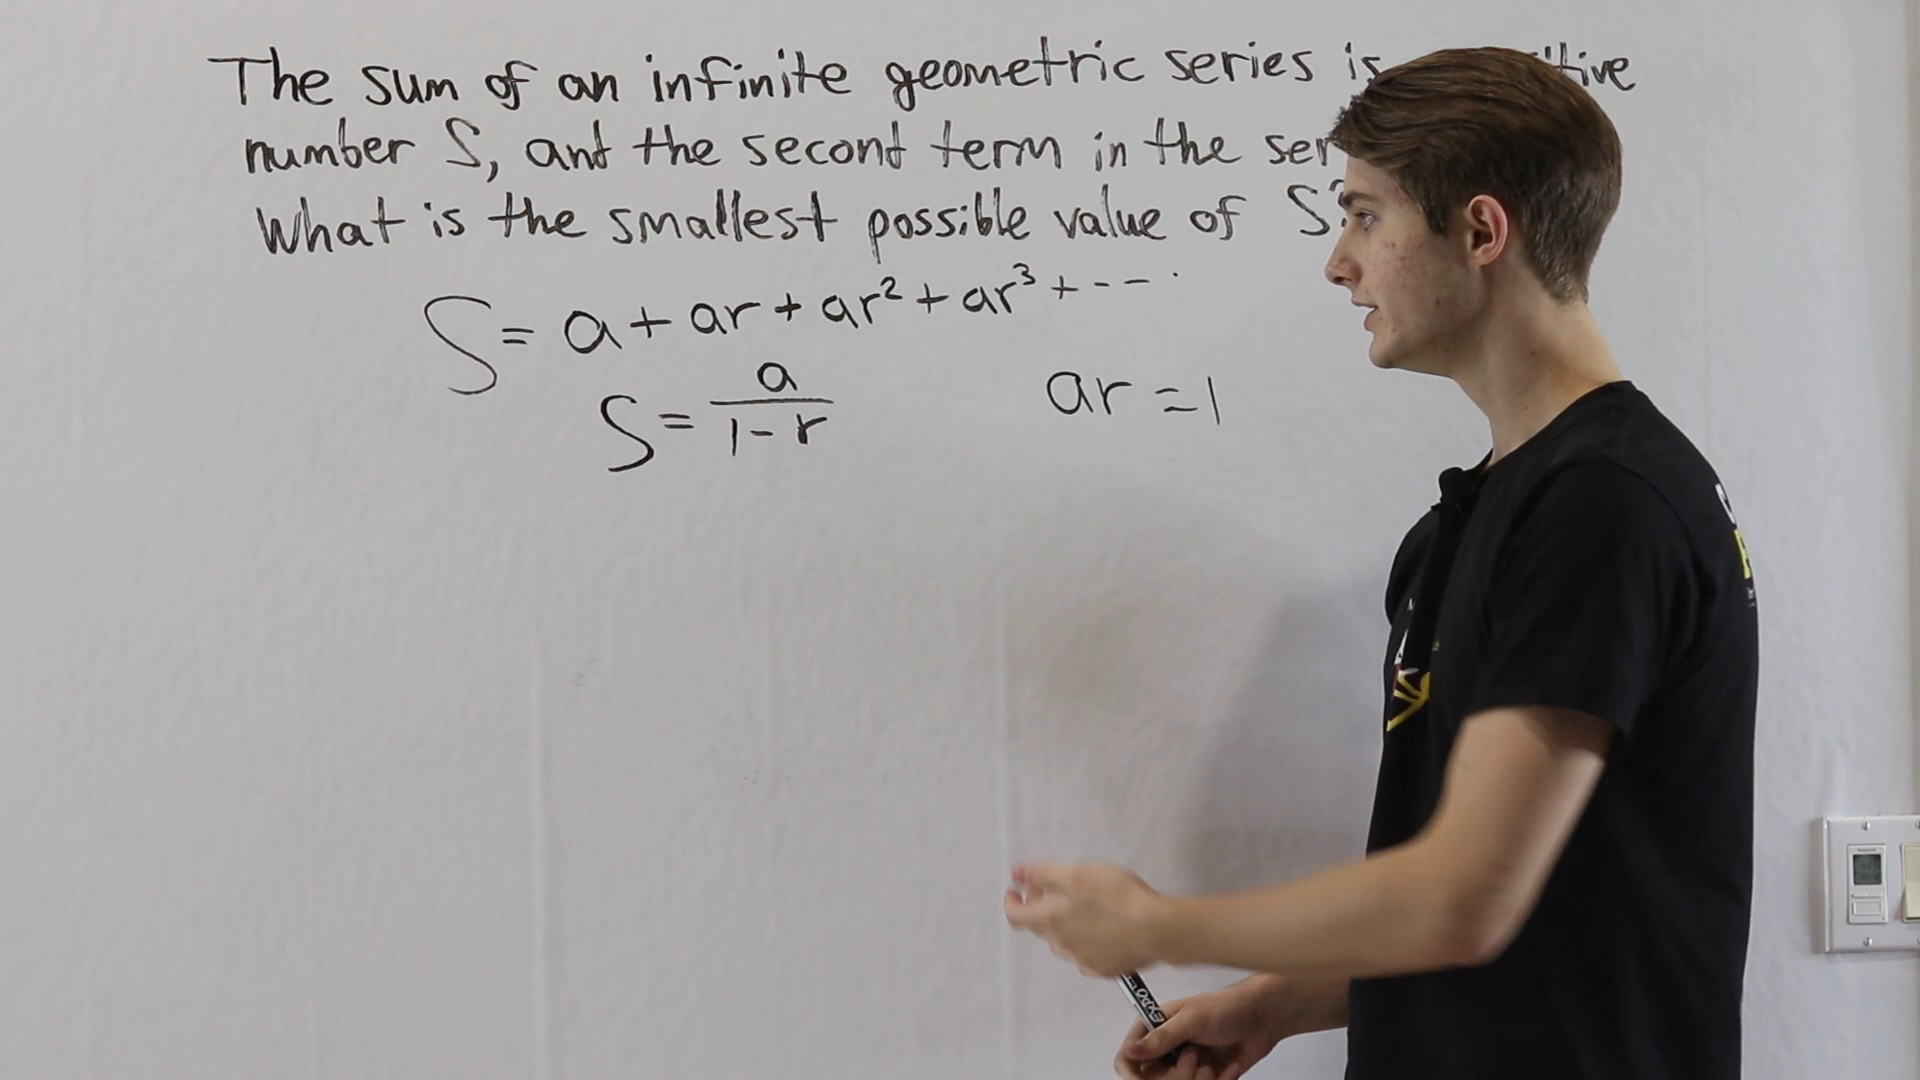 The sum of an infinite geometric series is
number S, and the second term in the
What is the smallest possible value of S?
S = a + ar + ar² + ar³ + ---
S = a / 1 - r
ar = 1
EXPO